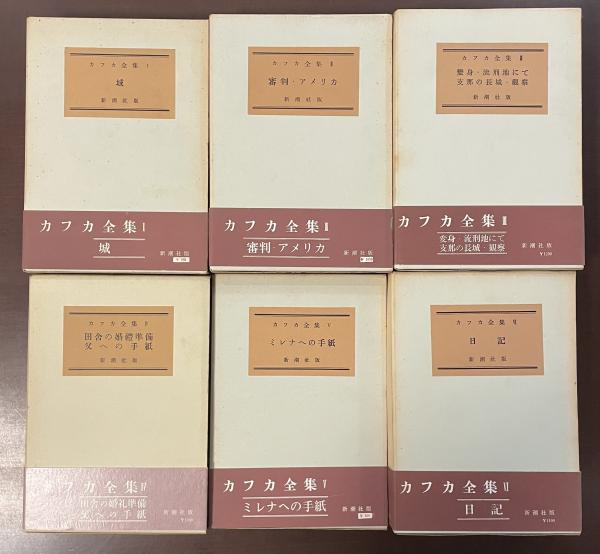 カフカ全集 I
城
新潮社版
カフカ全集 I
城
新潮社版
カフカ全集 II
審判・アメリカ
新潮社版
カフカ全集 II
審判・アメリカ
新潮社版
カフカ全集 III
變身・流刑地にて
支那の長城・觀察
新潮社版
カフカ全集 III
変身・流刑地にて
支那の長城・観察
新潮社版
¥1100
カフカ全集 IV
田舎の婚禮準備
父への手紙
新潮社版
カフカ全集 IV
田舎の婚礼準備
父への手紙
新潮社版
¥1100
カフカ全集 V
ミレナへの手紙
新潮社版
カフカ全集 V
ミレナへの手紙
新潮社版
カフカ全集 VI
日記
新潮社版
カフカ全集 VI
日記
新潮社版
¥1100